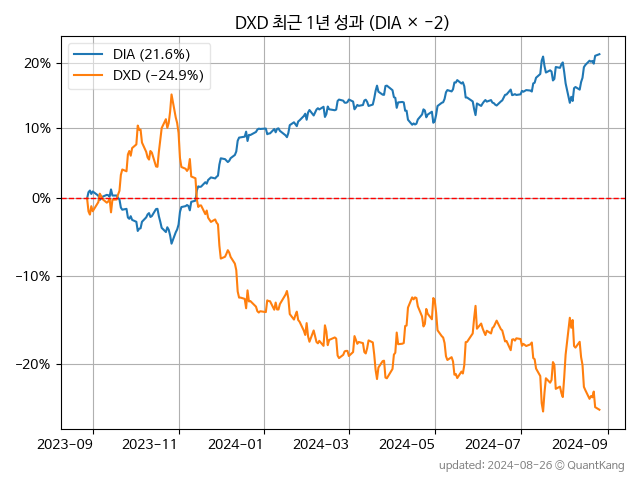 DXD 최근 1년 성과 (DIA × −2)
DIA (21.6%)
DXD (−24.9%)
20%
10%
0%
−10%
−20%
2023-09 2023-11 2024-01 2024-03 2024-05 2024-07 2024-09
updated: 2024-08-26 © QuantKang